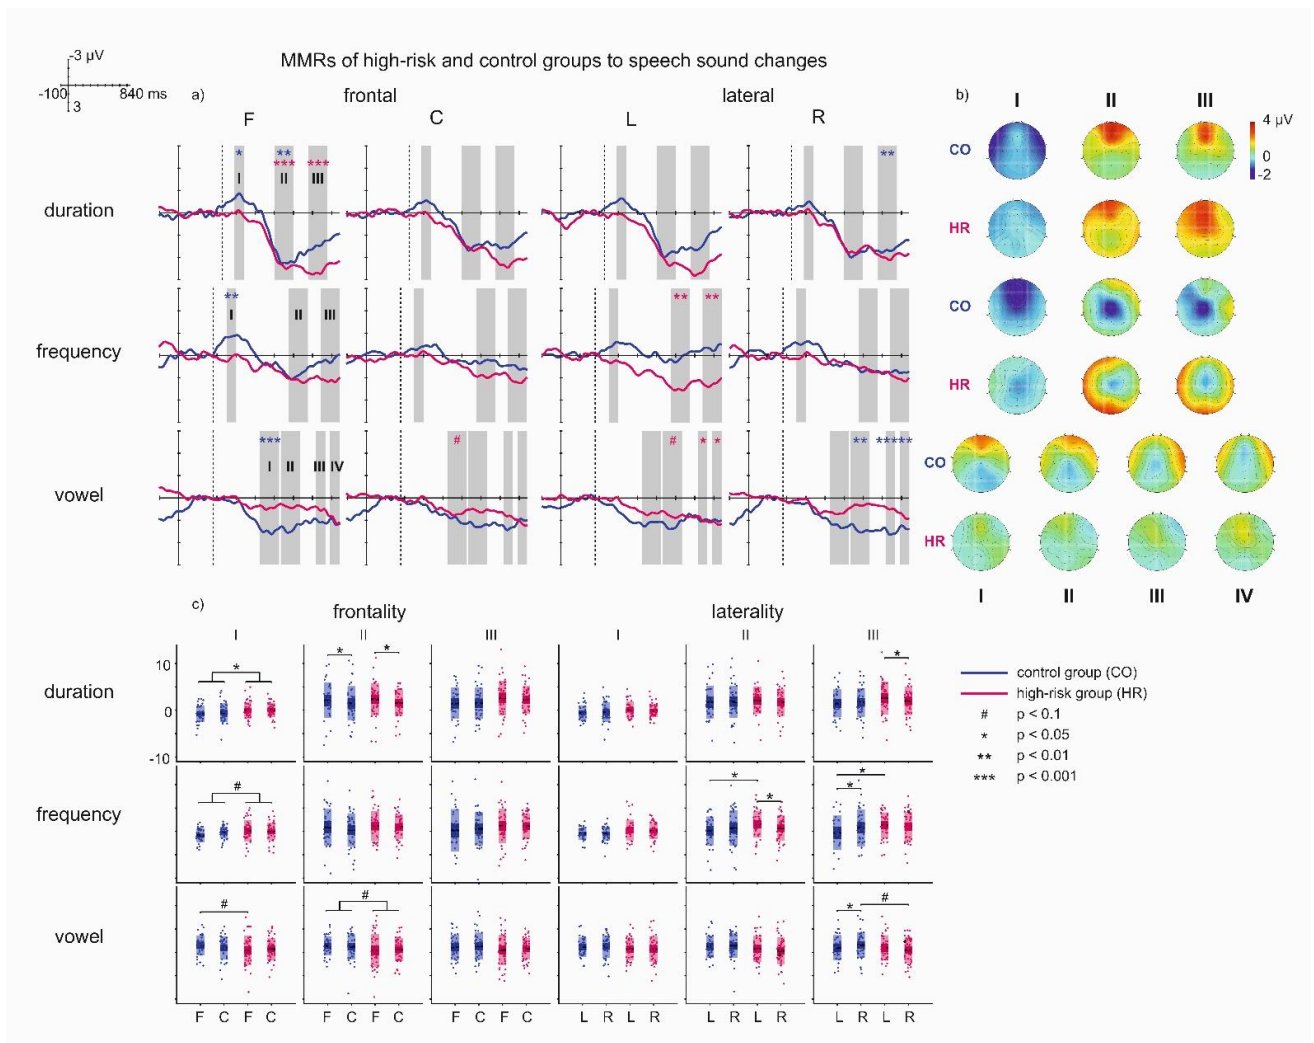 -3 µV
MMRs of high-risk and control groups to speech sound changes
-100 840 ms
3
a) frontal lateral
F C L R
b) I II III
4 µV
0
-2
CO
HR
CO
HR
CO
HR
I II III IV
duration
* ** *** *** **
I II III
frequency
** ** **
I II III
vowel
*** # # * * ** *****
I II III IV
c) frontality laterality
I II III I II III
duration
10
0
-10
* * * *
frequency
# * * * *
vowel
# # * #
F C F C F C F C F C F C L R L R L R L R L R L R
control group (CO)
high-risk group (HR)
# p < 0.1
* p < 0.05
** p < 0.01
*** p < 0.001